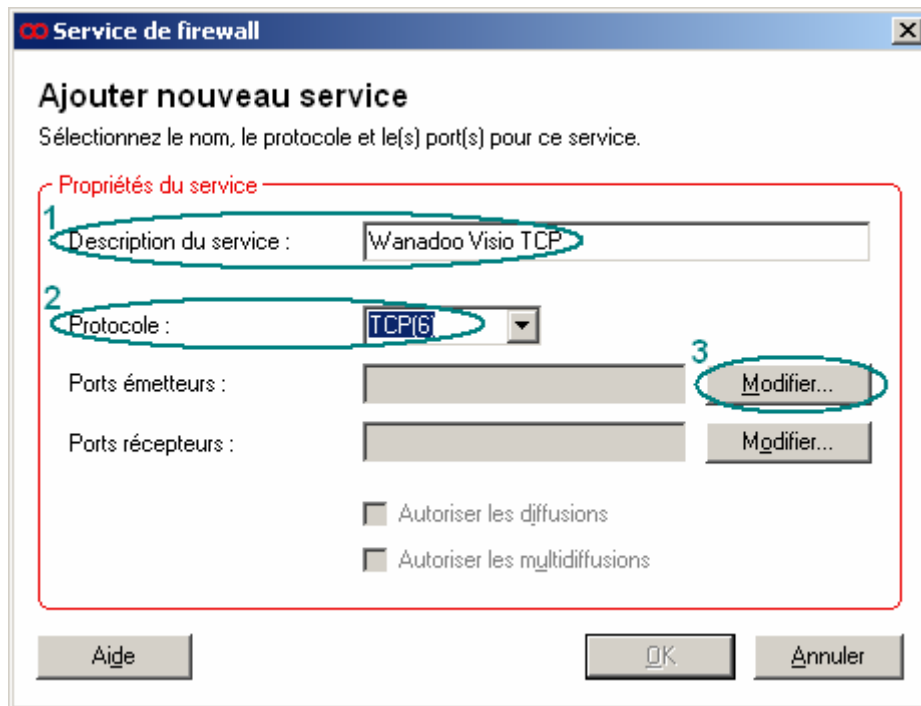 Service de firewall
Ajouter nouveau service
Sélectionnez le nom, le protocole et le(s) port(s) pour ce service.
Propriétés du service
1
Description du service : Wanadoo Visio TCP
2
Protocole : TCP(6)
3
Ports émetteurs : Modifier...
Ports récepteurs : Modifier...
Autoriser les diffusions
Autoriser les multidiffusions
Aide OK Annuler